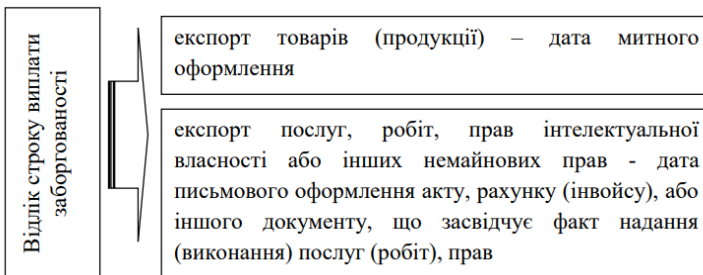 Відлік строку виплати
заборгованості
експорт товарів (продукції) – дата митного
оформлення
експорт послуг, робіт, прав інтелектуальної
власності або інших немайнових прав - дата
письмового оформлення акту, рахунку (інвойсу), або
іншого документу, що засвідчує факт надання
(виконання) послуг (робіт), прав